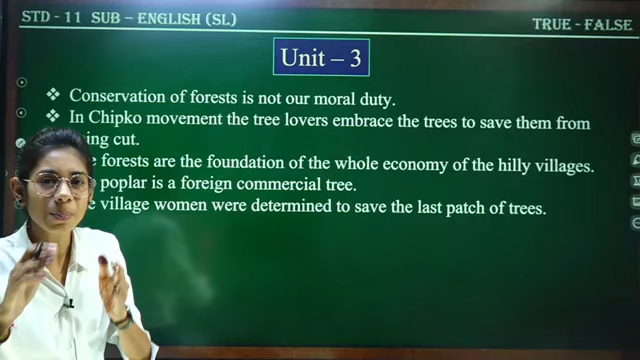 STD - 11 SUB – ENGLISH (SL)
TRUE - FALSE
Unit – 3
❖ Conservation of forests is not our moral duty.
❖ In Chipko movement the tree lovers embrace the trees to save them from
cut.
forests are the foundation of the whole economy of the hilly villages.
poplar is a foreign commercial tree.
village women were determined to save the last patch of trees.